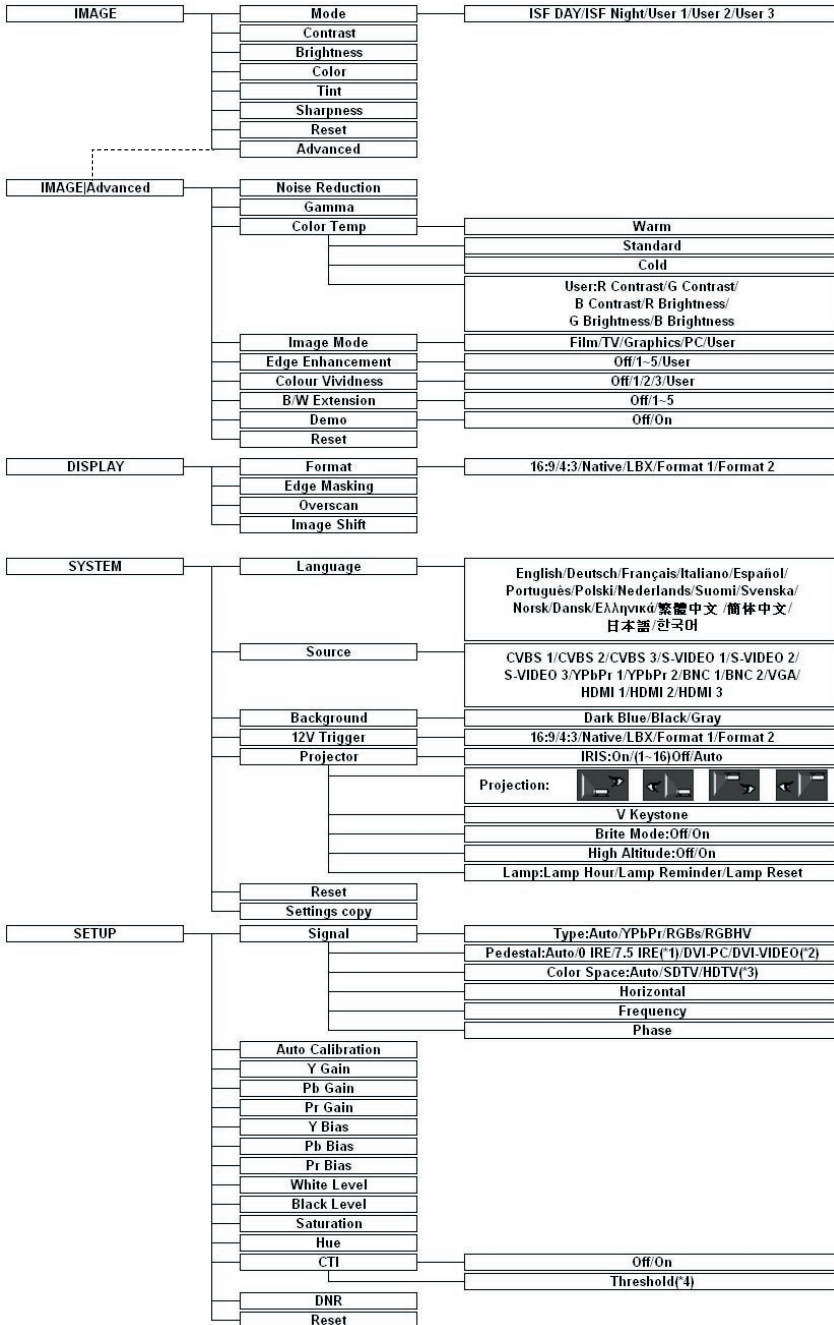 IMAGE
Mode
ISF DAY/ISF Night/User 1/User 2/User 3
Contrast
Brightness
Color
Tint
Sharpness
Reset
Advanced
IMAGE|Advanced
Noise Reduction
Gamma
Color Temp
Warm
Standard
Cold
User:R Contrast/G Contrast/
B Contrast/R Brightness/
G Brightness/B Brightness
Image Mode
Film/TV/Graphics/PC/User
Edge Enhancement
Off/1~5/User
Colour Vividness
Off/1/2/3/User
B/W Extension
Off/1~5
Demo
Off/On
Reset
DISPLAY
Format
16:9/4:3/Native/LBX/Format 1/Format 2
Edge Masking
Overscan
Image Shift
SYSTEM
Language
English/Deutsch/Français/Italiano/Español/
Português/Polski/Nederlands/Suomi/Svenska/
Norsk/Dansk/Ελληνικά/繁體中文 /簡体中文/
日本語/한국어
Source
CVBS 1/CVBS 2/CVBS 3/S-VIDEO 1/S-VIDEO 2/
S-VIDEO 3/YPbPr 1/YPbPr 2/BNC 1/BNC 2/VGA/
HDMI 1/HDMI 2/HDMI 3
Background
Dark Blue/Black/Gray
12V Trigger
16:9/4:3/Native/LBX/Format 1/Format 2
Projector
IRIS:On/(1~16)Off/Auto
Projection:
V Keystone
Brite Mode:Off/On
High Altitude:Off/On
Lamp:Lamp Hour/Lamp Reminder/Lamp Reset
Reset
Settings copy
SETUP
Signal
Type:Auto/YPbPr/RGBs/RGBHV
Pedestal:Auto/0 IRE/7.5 IRE(*1)/DVI-PC/DVI-VIDEO(*2)
Color Space:Auto/SDTV/HDTV(*3)
Horizontal
Frequency
Phase
Auto Calibration
Y Gain
Pb Gain
Pr Gain
Y Bias
Pb Bias
Pr Bias
White Level
Black Level
Saturation
Hue
CTI
Off/On
Threshold(*4)
DNR
Reset